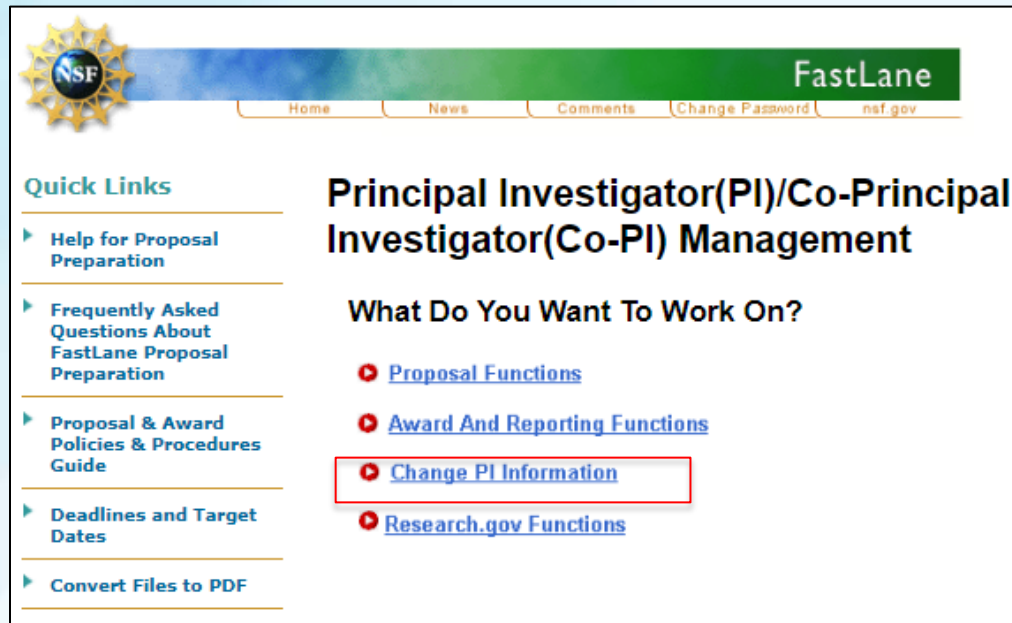 NSF
FastLane
Home News Comments Change Password nsf.gov
Quick Links
Help for Proposal
Preparation
Frequently Asked
Questions About
FastLane Proposal
Preparation
Proposal & Award
Policies & Procedures
Guide
Deadlines and Target
Dates
Convert Files to PDF
Principal Investigator(PI)/Co-Principal
Investigator(Co-PI) Management
What Do You Want To Work On?
Proposal Functions
Award And Reporting Functions
Change PI Information
Research.gov Functions